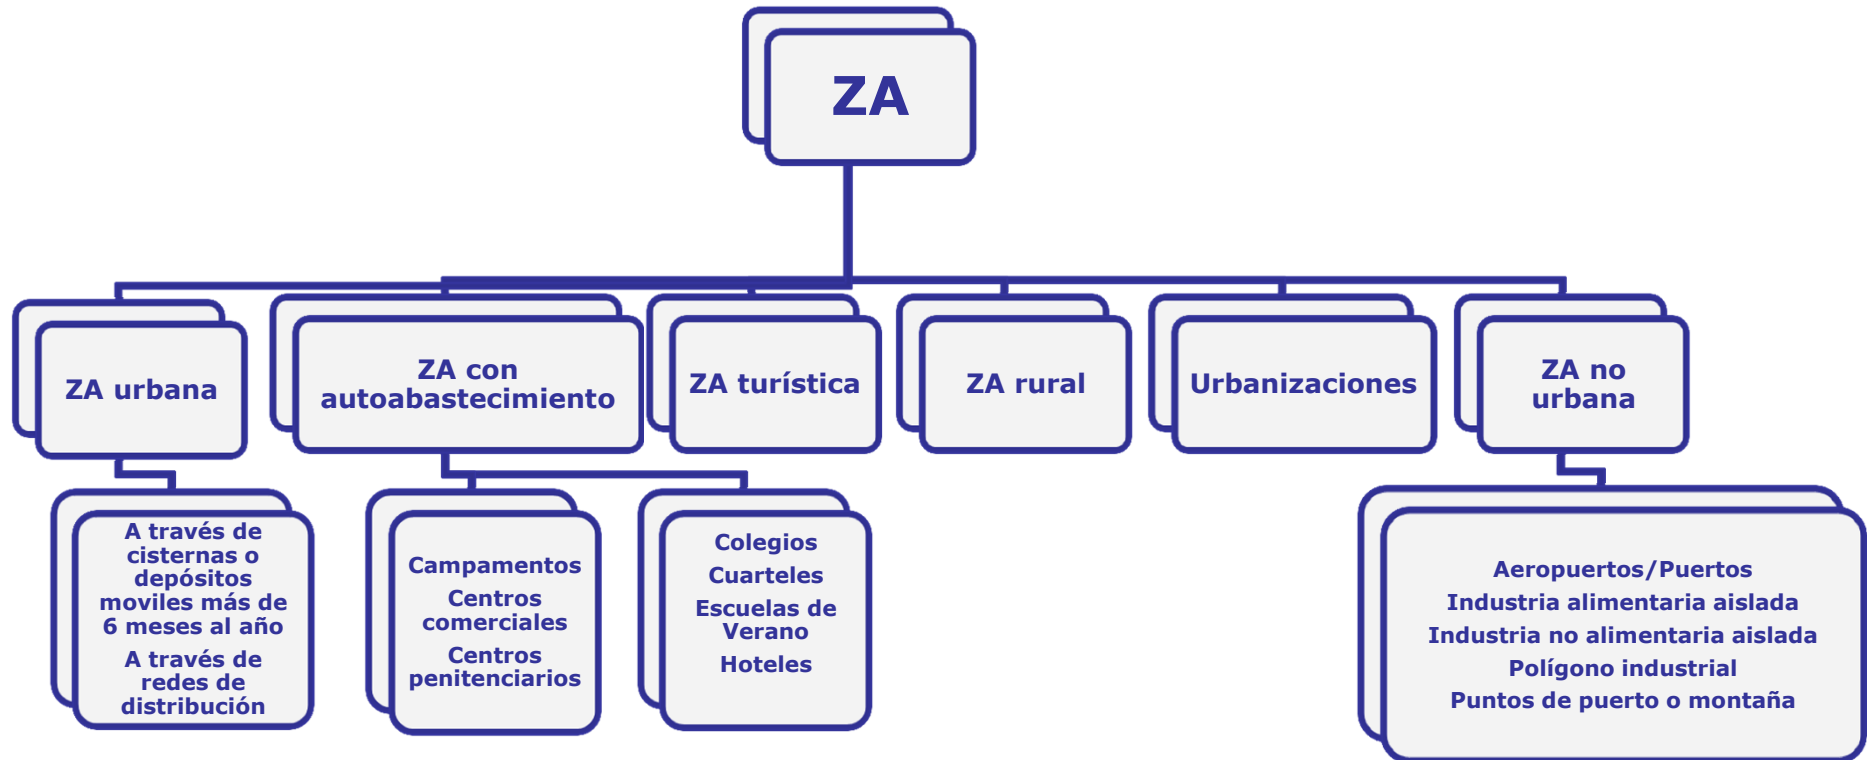 ZA
ZA urbana
ZA con
autoabastecimiento
ZA turística
ZA rural
Urbanizaciones
ZA no
urbana
A través de
cisternas o
depósitos
moviles más de
6 meses al año
A través de
redes de
distribución
Campamentos
Centros
comerciales
Centros
penitenciarios
Colegios
Cuarteles
Escuelas de
Verano
Hoteles
Aeropuertos/Puertos
Industria alimentaria aislada
Industria no alimentaria aislada
Polígono industrial
Puntos de puerto o montaña